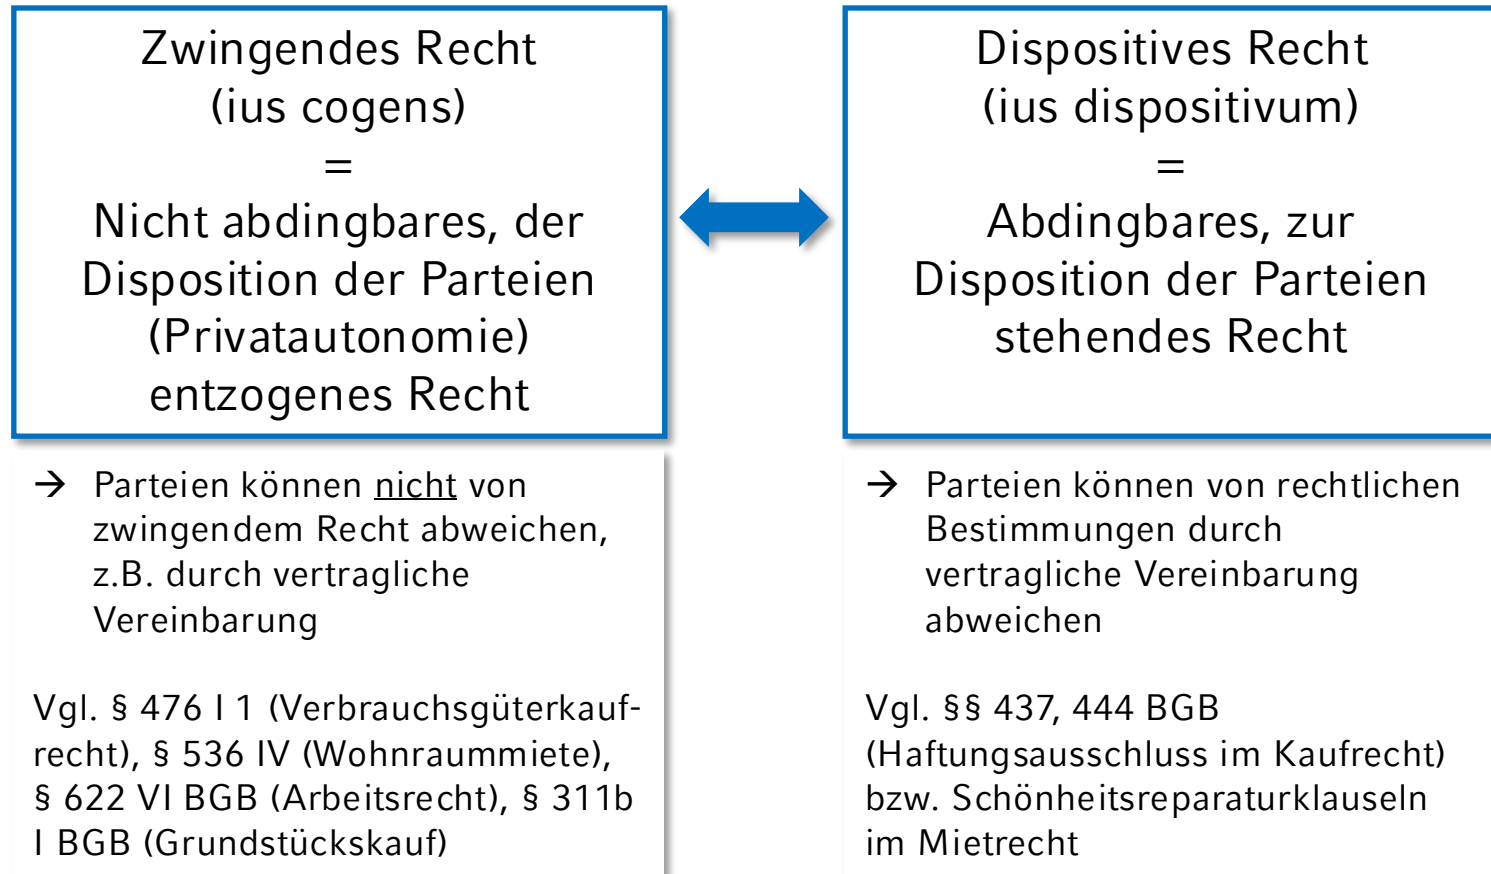 Zwingendes Recht
(ius cogens)
=
Nicht abdingbares, der
Disposition der Parteien
(Privatautonomie)
entzogenes Recht
→ Parteien können nicht von
zwingendem Recht abweichen,
z.B. durch vertragliche
Vereinbarung
Vgl. § 476 I 1 (Verbrauchsgüterkauf-
recht), § 536 IV (Wohnraummiete),
§ 622 VI BGB (Arbeitsrecht), § 311b
I BGB (Grundstückskauf)
Dispositives Recht
(ius dispositivum)
=
Abdingbares, zur
Disposition der Parteien
stehendes Recht
→ Parteien können von rechtlichen
Bestimmungen durch
vertragliche Vereinbarung
abweichen
Vgl. §§ 437, 444 BGB
(Haftungsausschluss im Kaufrecht)
bzw. Schönheitsreparaturklauseln
im Mietrecht